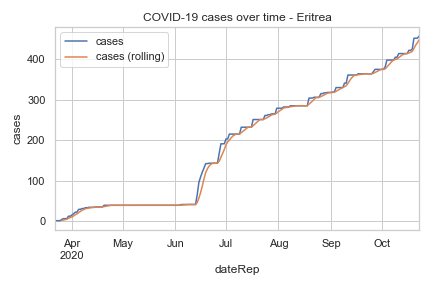 COVID-19 cases over time - Eritrea
cases
cases (rolling)
400
300
200
100
0
cases
Apr
2020
May
Jun
Jul
Aug
Sep
Oct
dateRep